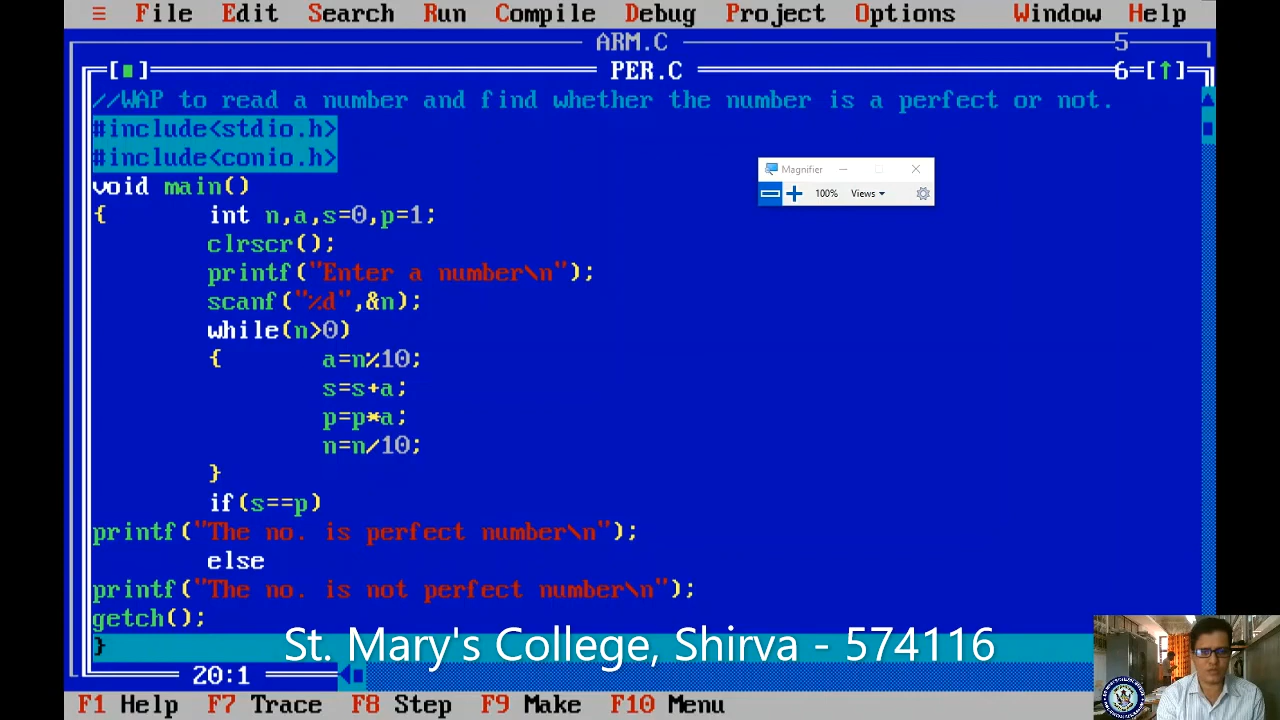 ≡ File Edit Search Run Compile Debug Project Options Window Help
ARM.C 5
[■] PER.C 6=[↑]
//WAP to read a number and find whether the number is a perfect or not.
#include<stdio.h>
#include<conio.h>
void main()
{ int n,a,s=0,p=1;
clrscr();
printf("Enter a number\n");
scanf("%d",&n);
while(n>0)
{ a=n%10;
s=s+a;
p=p*a;
n=n/10;
}
if(s==p)
printf("The no. is perfect number\n");
else
printf("The no. is not perfect number\n");
getch();
}
20:1
F1 Help F7 Trace F8 Step F9 Make F10 Menu
Magnifier
100% Views
St. Mary's College, Shirva - 574116